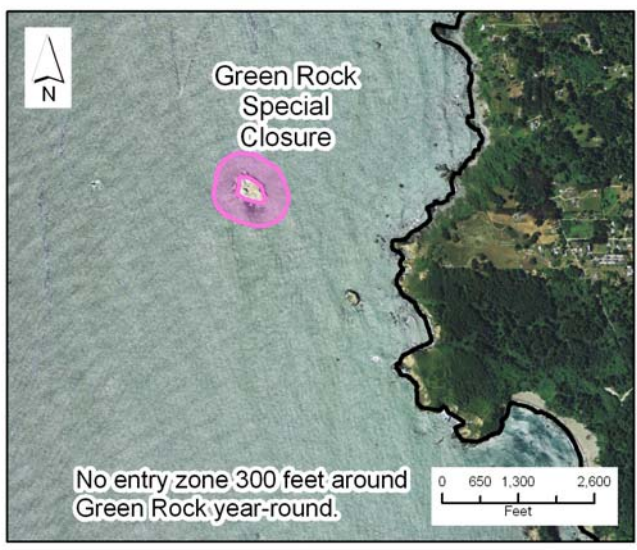 N
Green Rock
Special
Closure
No entry zone 300 feet around
Green Rock year-round.
0 650 1,300 2,600
Feet